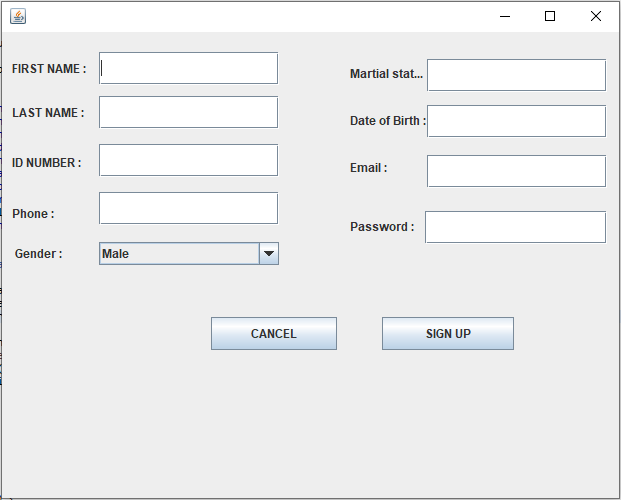 FIRST NAME :
LAST NAME :
ID NUMBER :
Phone :
Gender :
Male
Martial stat...
Date of Birth :
Email :
Password :
CANCEL
SIGN UP